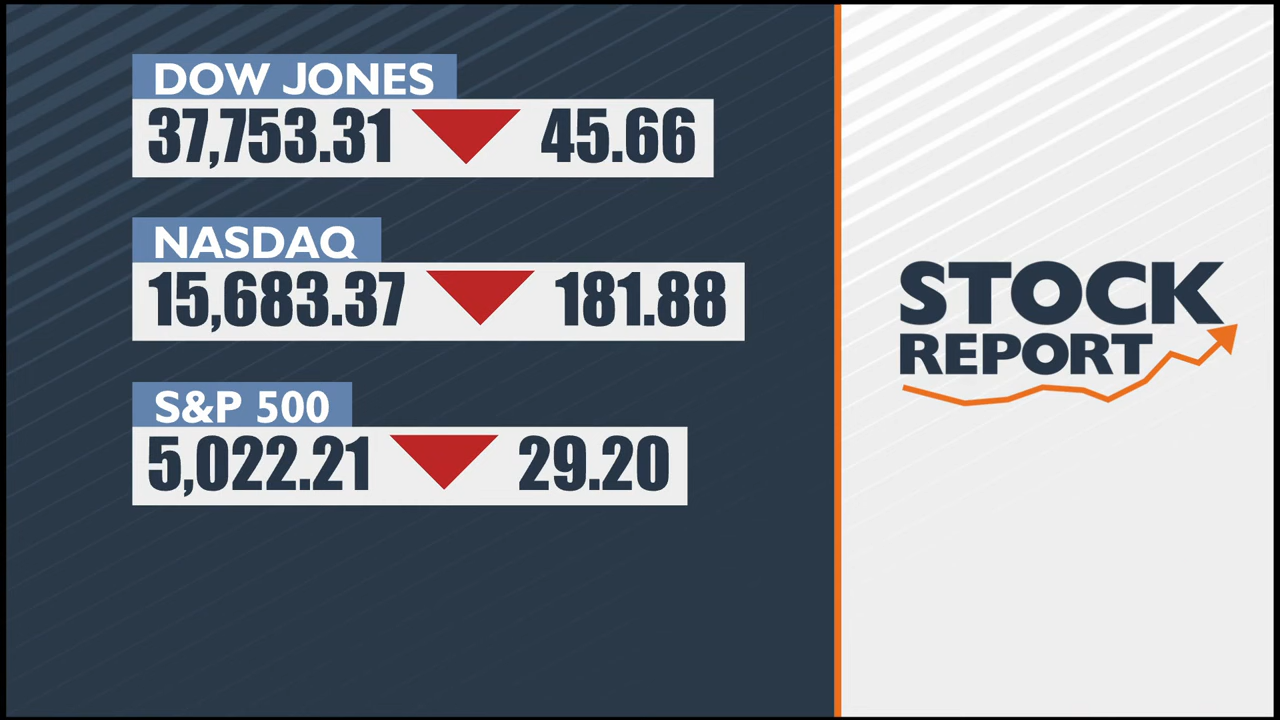 DOW JONES
37,753.31 45.66
NASDAQ
15,683.37 181.88
S&P 500
5,022.21 29.20
STOCK
REPORT